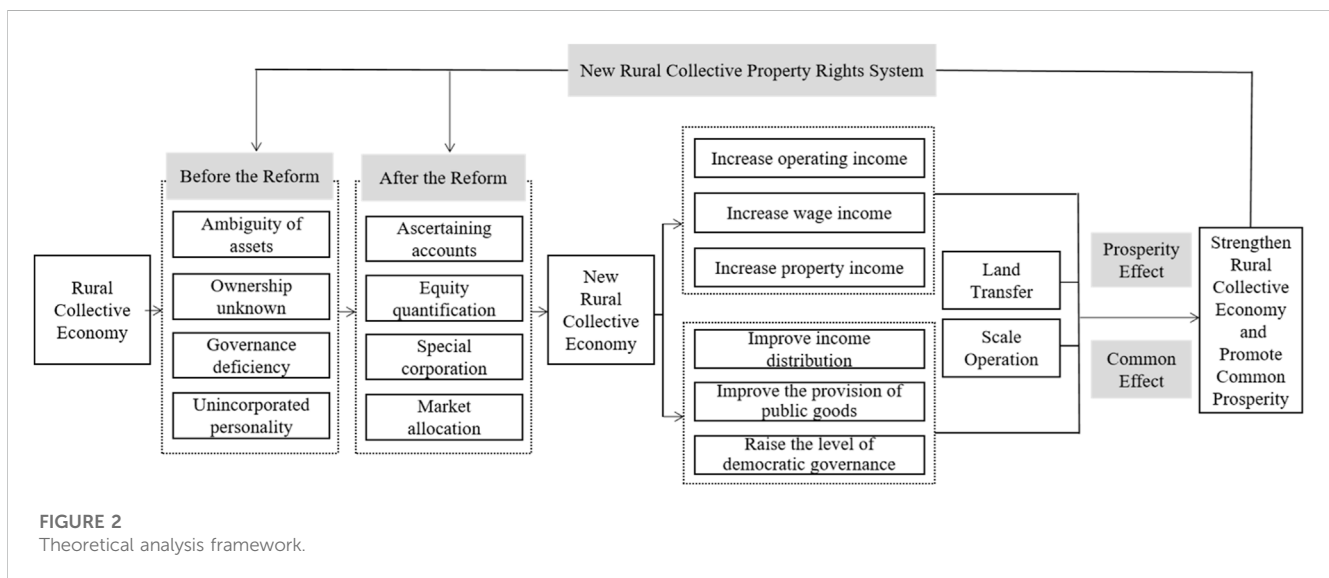 New Rural Collective Property Rights System
Before the Reform
After the Reform
Rural
Collective
Economy
Ambiguity of
assets
Ownership
unknown
Governance
deficiency
Unincorporated
personality
Ascertaining
accounts
Equity
quantification
Special
corporation
Market
allocation
New
Rural
Collective
Economy
Increase operating income
Increase wage income
Increase property income
Improve income
distribution
Improve the provision of
public goods
Raise the level of
democratic governance
Land
Transfer
Scale
Operation
Prosperity
Effect
Common
Effect
Strengthen
Rural
Collective
Economy
and
Promote
Common
Prosperity
FIGURE 2
Theoretical analysis framework.